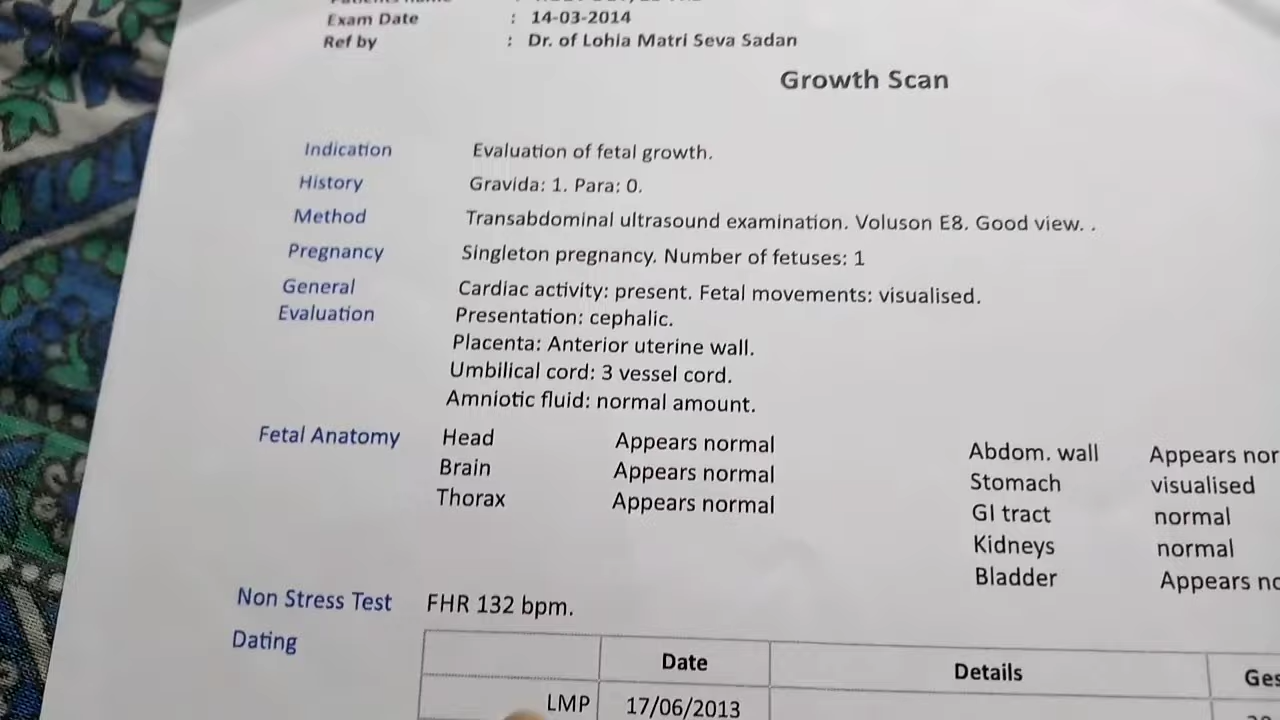 Exam Date : 14-03-2014
Ref by : Dr. of Lohia Matri Seva Sadan
Growth Scan
Indication Evaluation of fetal growth.
History Gravida: 1. Para: 0.
Method Transabdominal ultrasound examination. Voluson E8. Good view. .
Pregnancy Singleton pregnancy. Number of fetuses: 1
General Cardiac activity: present. Fetal movements: visualised.
Evaluation Presentation: cephalic.
Placenta: Anterior uterine wall.
Umbilical cord: 3 vessel cord.
Amniotic fluid: normal amount.
Fetal Anatomy Head Appears normal Abdom. wall Appears nor
Brain Appears normal Stomach visualised
Thorax Appears normal GI tract normal
Kidneys normal
Bladder Appears no
Non Stress Test FHR 132 bpm.
Dating Date Details Ges
LMP 17/06/2013